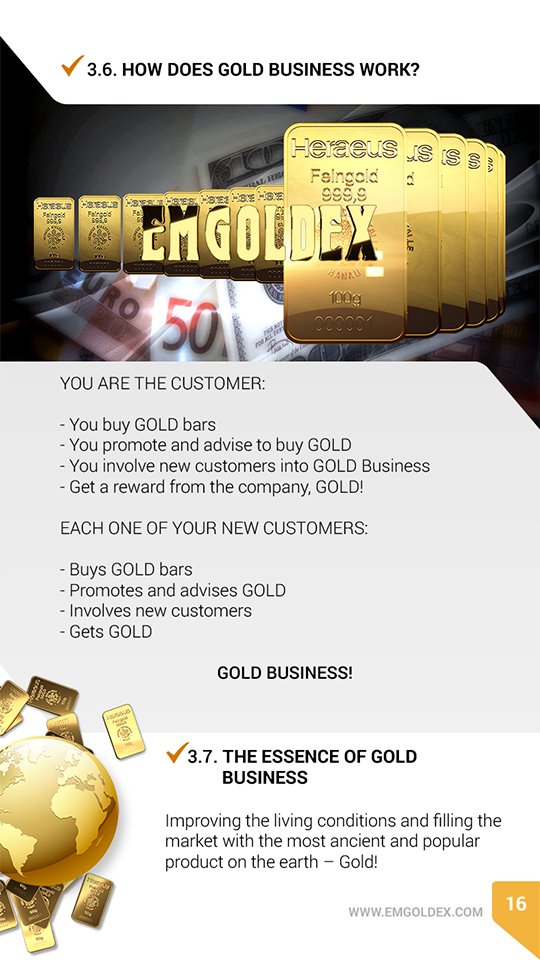 3.6. HOW DOES GOLD BUSINESS WORK?
Heraeus
Feingold
999,9
EMGOLDEX
HANAU
100g
000001
EURO
50
YOU ARE THE CUSTOMER:
- You buy GOLD bars
- You promote and advise to buy GOLD
- You involve new customers into GOLD Business
- Get a reward from the company, GOLD!
EACH ONE OF YOUR NEW CUSTOMERS:
- Buys GOLD bars
- Promotes and advises GOLD
- Involves new customers
- Gets GOLD
GOLD BUSINESS!
3.7. THE ESSENCE OF GOLD
BUSINESS
Improving the living conditions and filling the
market with the most ancient and popular
product on the earth – Gold!
WWW.EMGOLDEX.COM
16